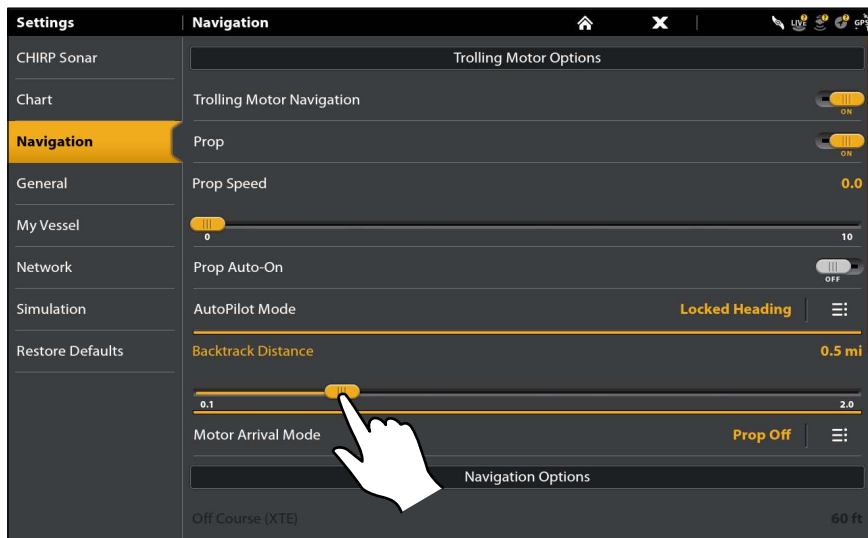 Settings
Navigation
LIVE
GPS
CHIRP Sonar
Trolling Motor Options
Chart
Trolling Motor Navigation
ON
Navigation
Prop
ON
General
Prop Speed
0.0
My Vessel
0
10
Network
Prop Auto-On
OFF
Simulation
AutoPilot Mode
Locked Heading
Restore Defaults
Backtrack Distance
0.5 mi
0.1
2.0
Motor Arrival Mode
Prop Off
Navigation Options
Off Course (XTE)
60 ft